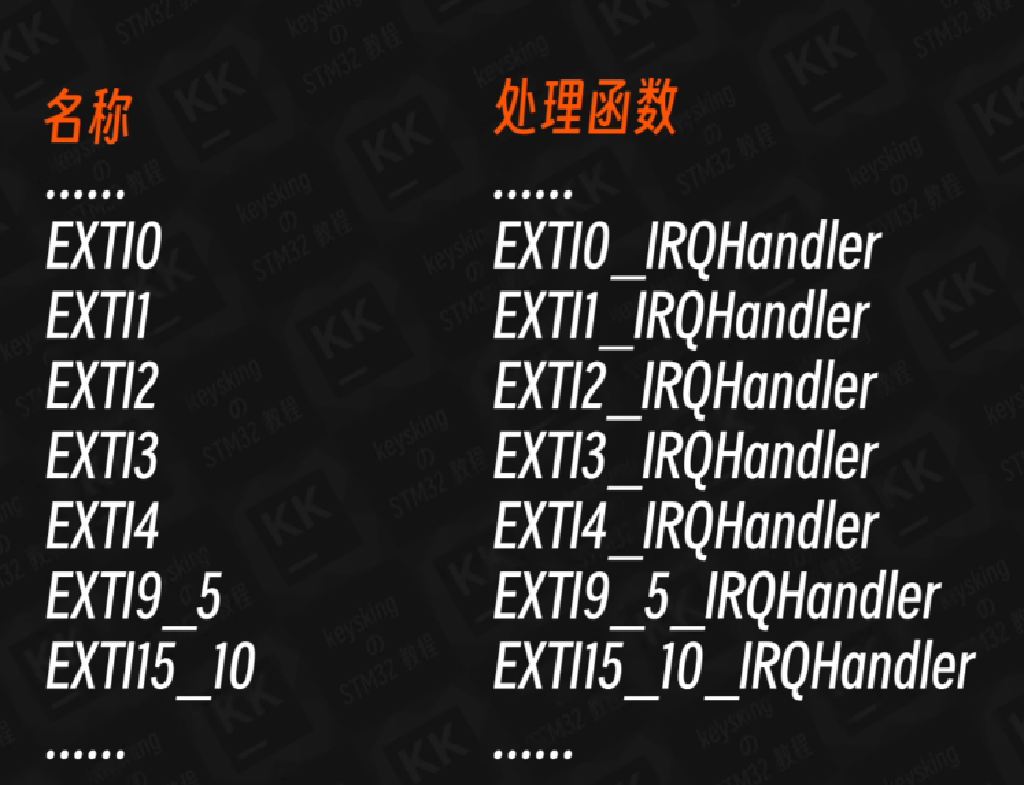 名称 处理函数
...... ......
EXTI0 EXTI0_IRQHandler
EXTI1 EXTI1_IRQHandler
EXTI2 EXTI2_IRQHandler
EXTI3 EXTI3_IRQHandler
EXTI4 EXTI4_IRQHandler
EXTI9_5 EXTI9_5_IRQHandler
EXTI15_10 EXTI15_10_IRQHandler
...... ......
KK
keysking
の
STM32 教程